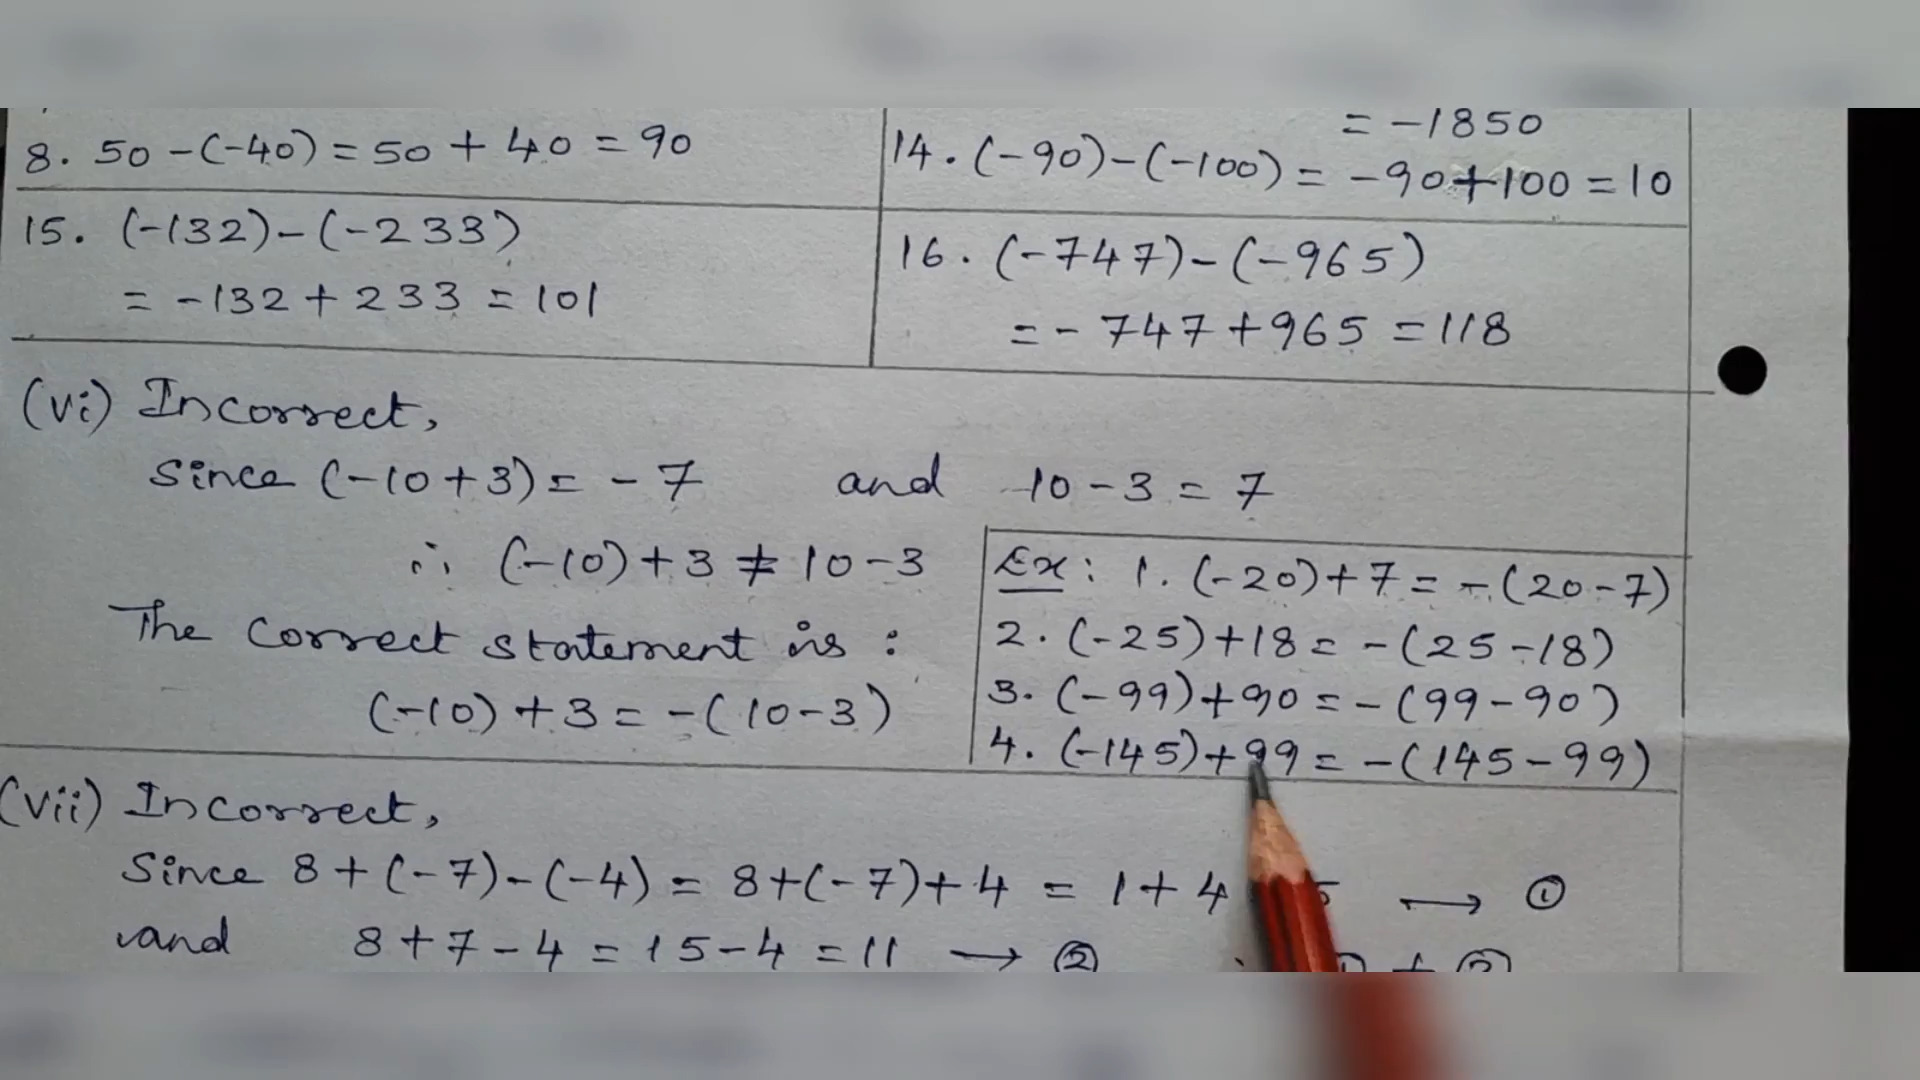 8. 50 -(-40) = 50 + 40 = 90
= -1850
14. (-90)-(-100) = -90+100 = 10
15. (-132)-(-233)
= -132 + 233 = 101
16. (-747)-(-965)
= - 747 +965 = 118
(vi) Incorrect,
Since (-10+3) = - 7 and 10 - 3 = 7
∴ (-10) + 3 ≠ 10 - 3
The correct statement is :
(-10) + 3 = -(10-3)
Ex : 1. (-20)+7 = -(20-7)
2. (-25)+18 = -(25-18)
3. (-99)+90 = -(99-90)
4. (-145)+99 = -(145-99)
(vii) Incorrect,
Since 8 + (-7)-(-4) = 8+(-7)+4 = 1+4 → ①
and 8 + 7 - 4 = 15-4 = 11 → ②